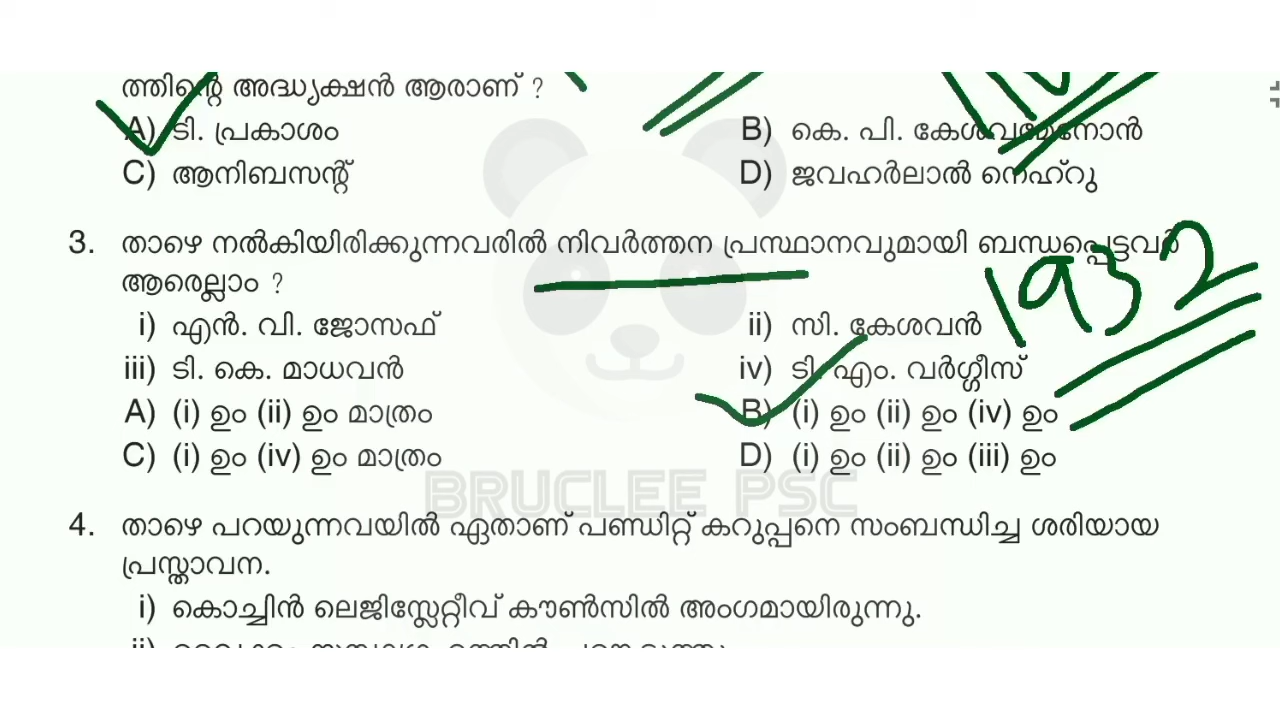 ത്തിന്റെ അദ്ധ്യക്ഷൻ ആരാണ് ?
A) ടി. പ്രകാശം B) കെ. പി. കേശവമേനോൻ
C) ആനിബസന്റ് D) ജവഹർലാൽ നെഹ്റു
3. താഴെ നൽകിയിരിക്കുന്നവരിൽ നിവർത്തന പ്രസ്ഥാനവുമായി ബന്ധപ്പെട്ടവർ
ആരെല്ലാം ?
1932
i) എൻ. വി. ജോസഫ് ii) സി. കേശവൻ
iii) ടി. കെ. മാധവൻ iv) ടി. എം. വർഗ്ഗീസ്
A) (i) ഉം (ii) ഉം മാത്രം B) (i) ഉം (ii) ഉം (iv) ഉം
C) (i) ഉം (iv) ഉം മാത്രം D) (i) ഉം (ii) ഉം (iii) ഉം
BRUCLEE PSC
4. താഴെ പറയുന്നവയിൽ ഏതാണ് പണ്ഡിറ്റ് കറുപ്പനെ സംബന്ധിച്ച ശരിയായ
പ്രസ്താവന.
i) കൊച്ചിൻ ലെജിസ്ലേറ്റീവ് കൗൺസിൽ അംഗമായിരുന്നു.
ii)